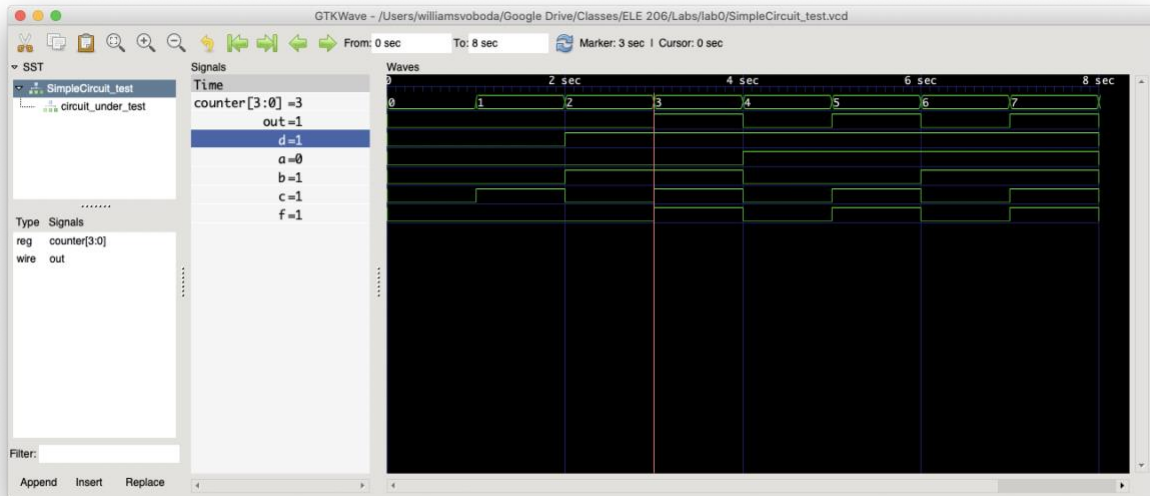 GTKWave - /Users/williamsvoboda/Google Drive/Classes/ELE 206/Labs/lab0/SimpleCircuit_test.vcd
From: 0 sec To: 8 sec Marker: 3 sec | Cursor: 0 sec
SST
SimpleCircuit_test
circuit_under_test
Type Signals
reg counter[3:0]
wire out
Filter:
Append Insert Replace
Signals
Time
counter[3:0] =3
out =1
d =1
a =0
b =1
c =1
f =1
Waves
0 2 sec 4 sec 6 sec 8 sec
0 1 2 3 4 5 6 7